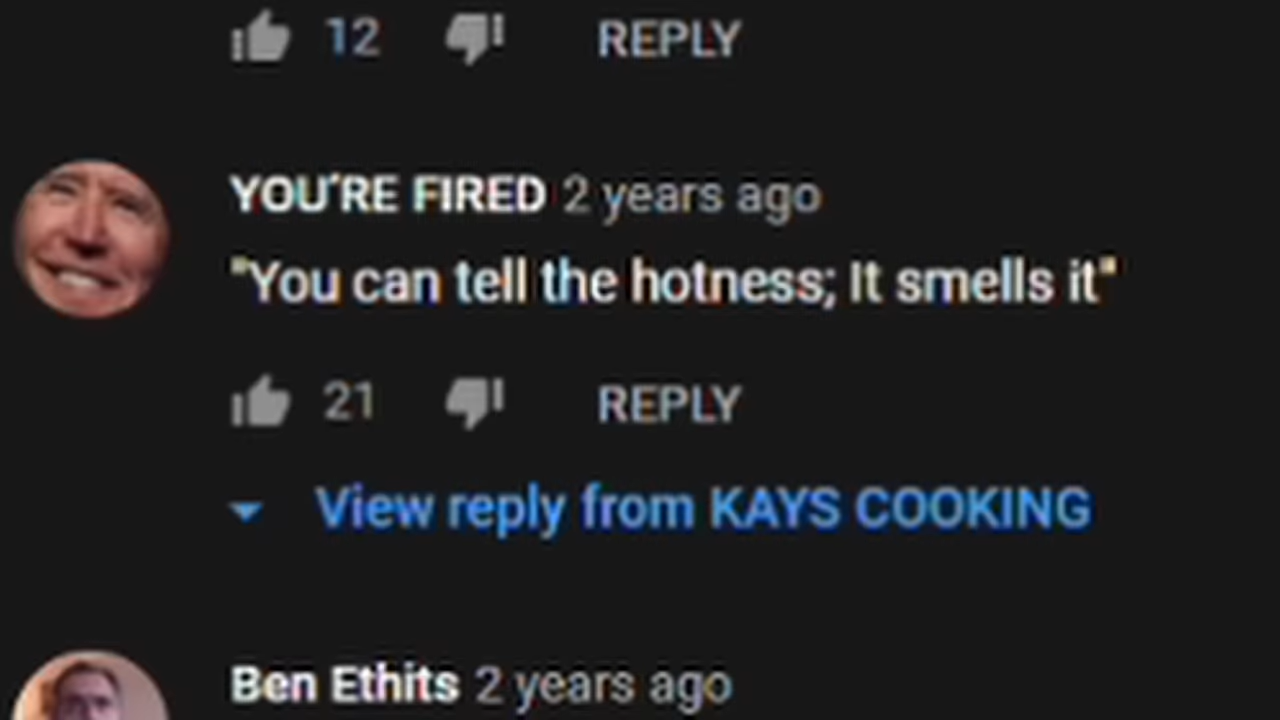 12 REPLY
YOU'RE FIRED 2 years ago
"You can tell the hotness; It smells it"
21 REPLY
View reply from KAYS COOKING
Ben Ethits 2 years ago